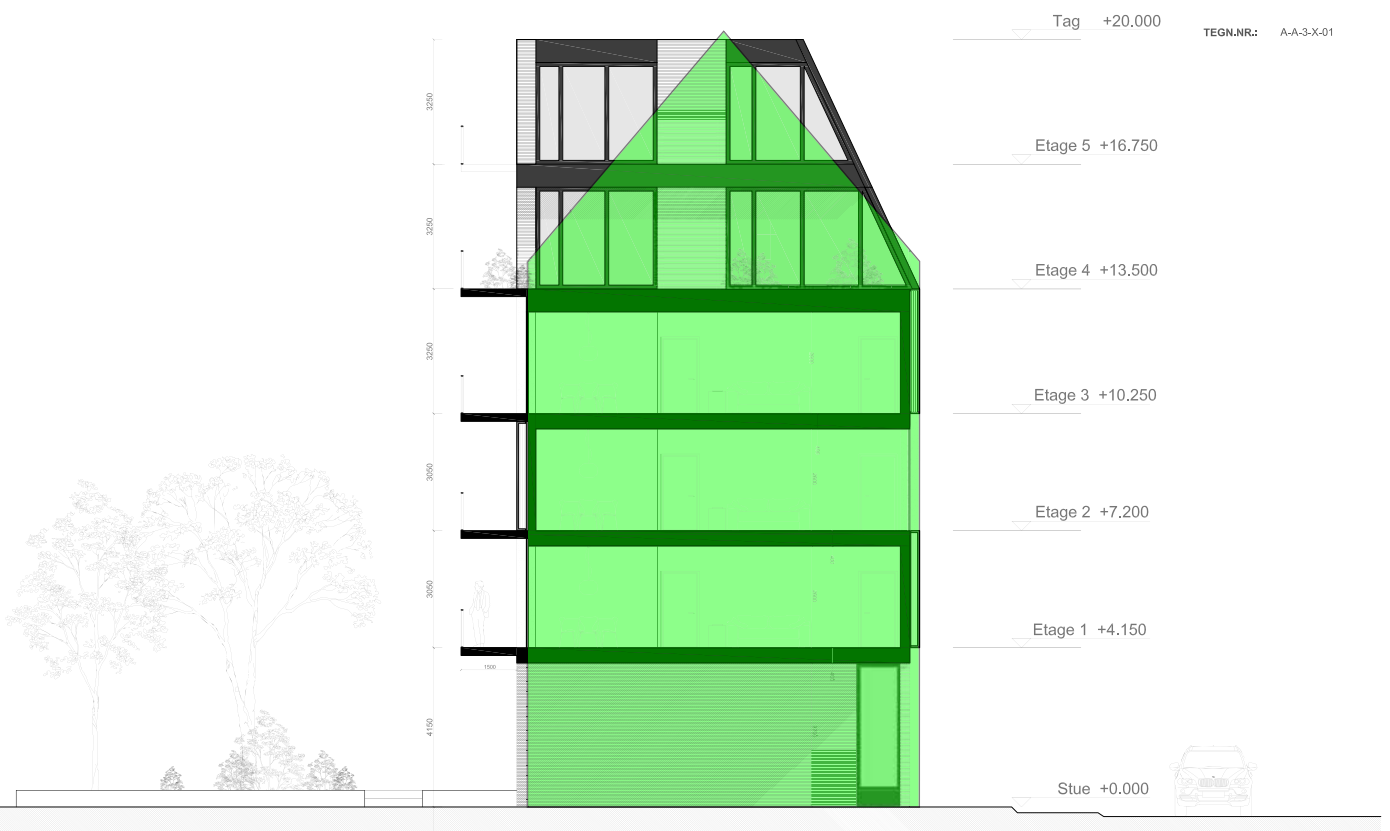 Tag +20.000
TEGN.NR.: A-A-3-X-01
3250
Etage 5 +16.750
3250
Etage 4 +13.500
3250
Etage 3 +10.250
3050
Etage 2 +7.200
3050
Etage 1 +4.150
1500
4150
Stue +0.000